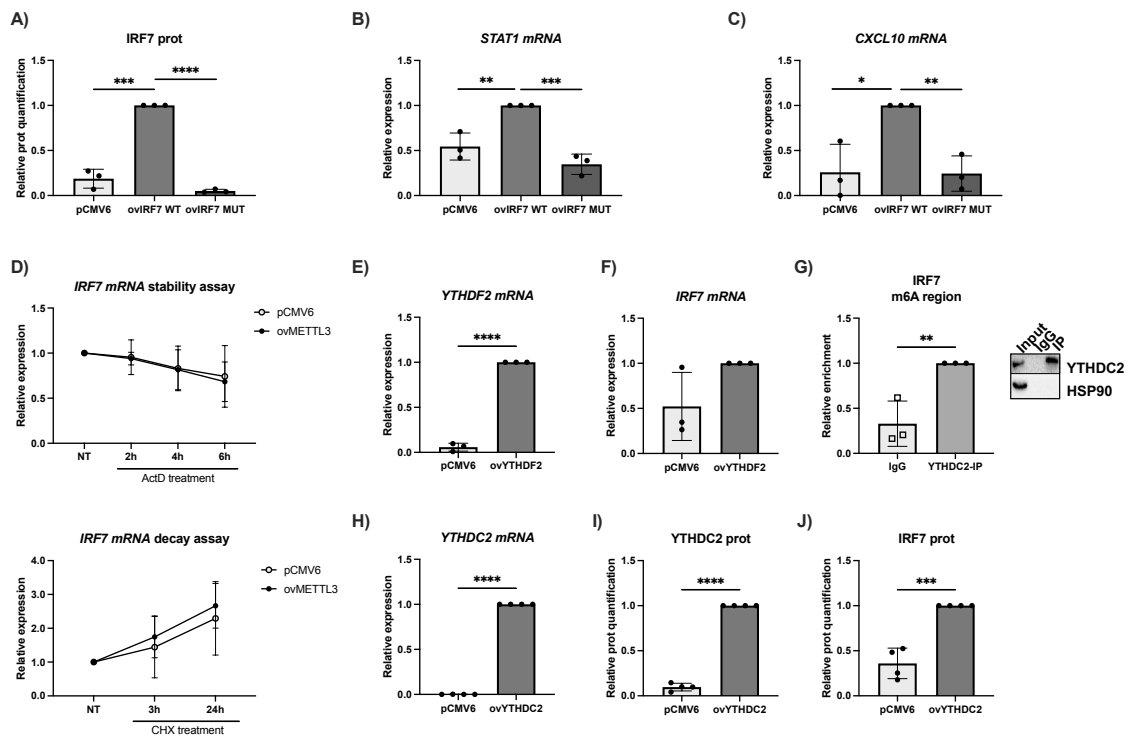 A)
IRF7 prot
Relative prot quantification
1.5
1.0
0.5
0.0
***
****
pCMV6
ovIRF7 WT
ovIRF7 MUT
B)
STAT1 mRNA
Relative expression
1.5
1.0
0.5
0.0
**
***
pCMV6
ovIRF7 WT
ovIRF7 MUT
C)
CXCL10 mRNA
Relative expression
1.5
1.0
0.5
0.0
*
**
pCMV6
ovIRF7 WT
ovIRF7 MUT
D)
IRF7 mRNA stability assay
Relative expression
1.5
1.0
0.5
0.0
pCMV6
ovMETTL3
NT
2h
4h
6h
ActD treatment
IRF7 mRNA decay assay
Relative expression
4.0
3.0
2.0
1.0
0.0
pCMV6
ovMETTL3
NT
3h
24h
CHX treatment
E)
YTHDF2 mRNA
Relative expression
1.5
1.0
0.5
0.0
****
pCMV6
ovYTHDF2
F)
IRF7 mRNA
Relative expression
1.5
1.0
0.5
0.0
pCMV6
ovYTHDF2
G)
IRF7
m6A region
Relative enrichment
1.5
1.0
0.5
0.0
**
IgG
YTHDC2-IP
Input
IgG
IP
YTHDC2
HSP90
H)
YTHDC2 mRNA
Relative expression
1.5
1.0
0.5
0.0
****
pCMV6
ovYTHDC2
I)
YTHDC2 prot
Relative prot quantification
1.5
1.0
0.5
0.0
****
pCMV6
ovYTHDC2
J)
IRF7 prot
Relative prot quantification
1.5
1.0
0.5
0.0
***
pCMV6
ovYTHDC2